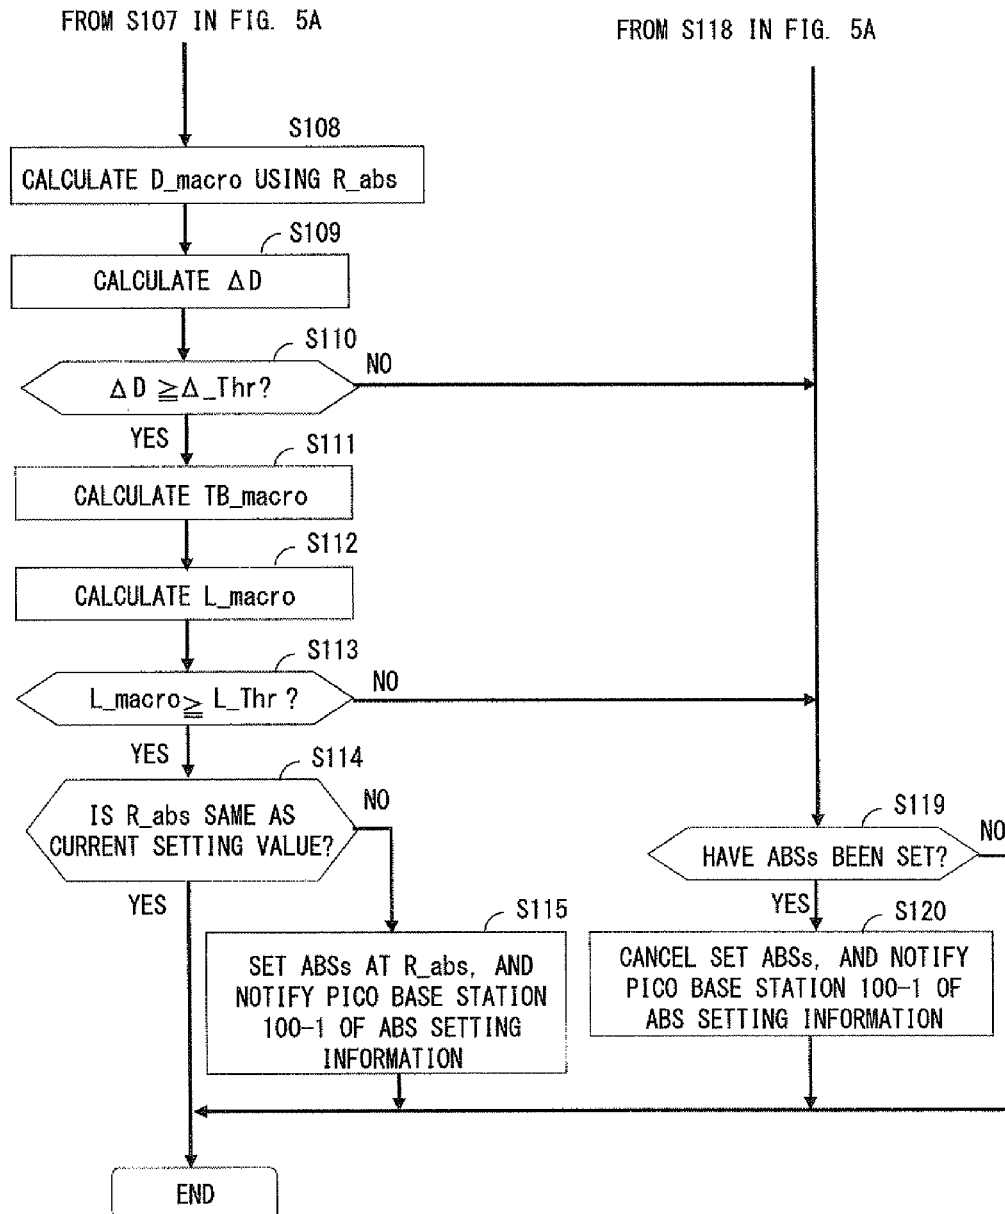 FROM S107 IN FIG. 5A
FROM S118 IN FIG. 5A
S108
CALCULATE D_macro USING R_abs
S109
CALCULATE ΔD
S110
ΔD ≧ Δ_Thr?
NO
YES
S111
CALCULATE TB_macro
S112
CALCULATE L_macro
S113
L_macro ≧ L_Thr ?
NO
YES
S114
IS R_abs SAME AS
CURRENT SETTING VALUE?
NO
YES
S115
SET ABSs AT R_abs, AND
NOTIFY PICO BASE STATION
100-1 OF ABS SETTING
INFORMATION
S119
HAVE ABSs BEEN SET?
NO
YES
S120
CANCEL SET ABSs, AND NOTIFY
PICO BASE STATION 100-1 OF
ABS SETTING INFORMATION
END